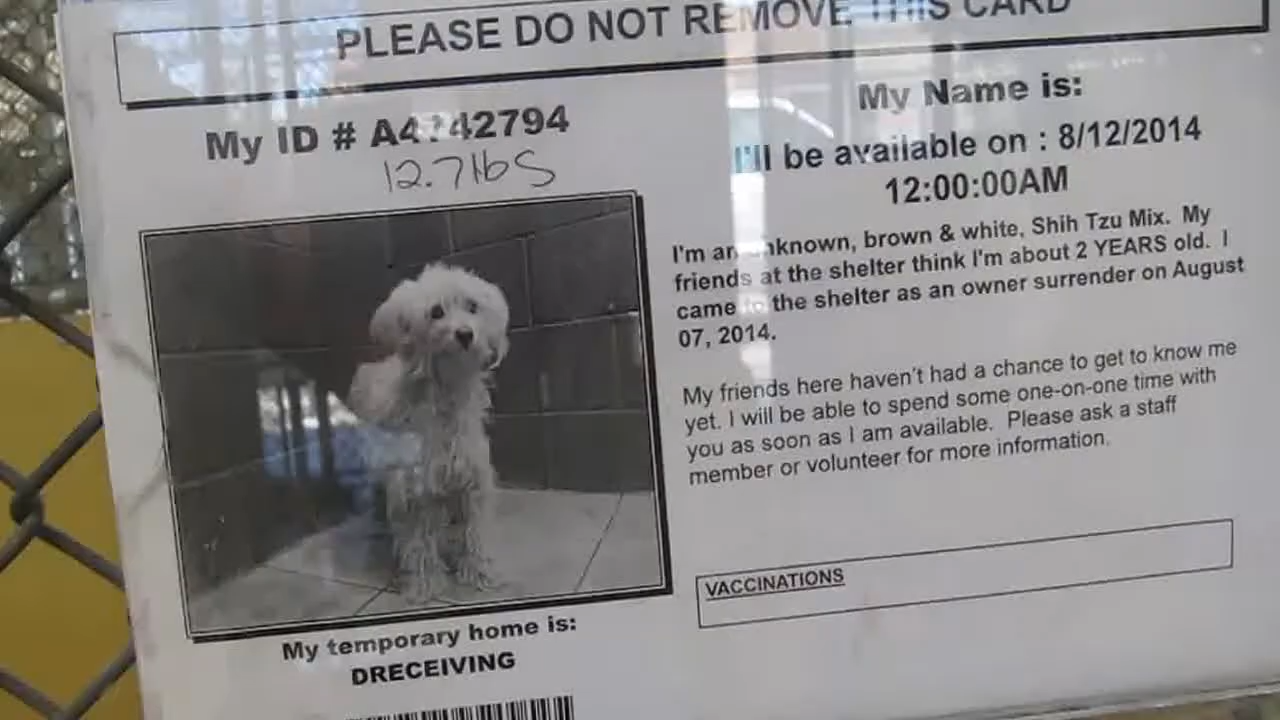 PLEASE DO NOT REMOVE THIS CARD
My ID # A4?42794
12.7lbs
My Name is:
I'll be available on : 8/12/2014
12:00:00AM
I'm an unknown, brown & white, Shih Tzu Mix. My
friends at the shelter think I'm about 2 YEARS old. I
came to the shelter as an owner surrender on August
07, 2014.
My friends here haven't had a chance to get to know me
yet. I will be able to spend some one-on-one time with
you as soon as I am available. Please ask a staff
member or volunteer for more information.
VACCINATIONS
My temporary home is:
DRECEIVING